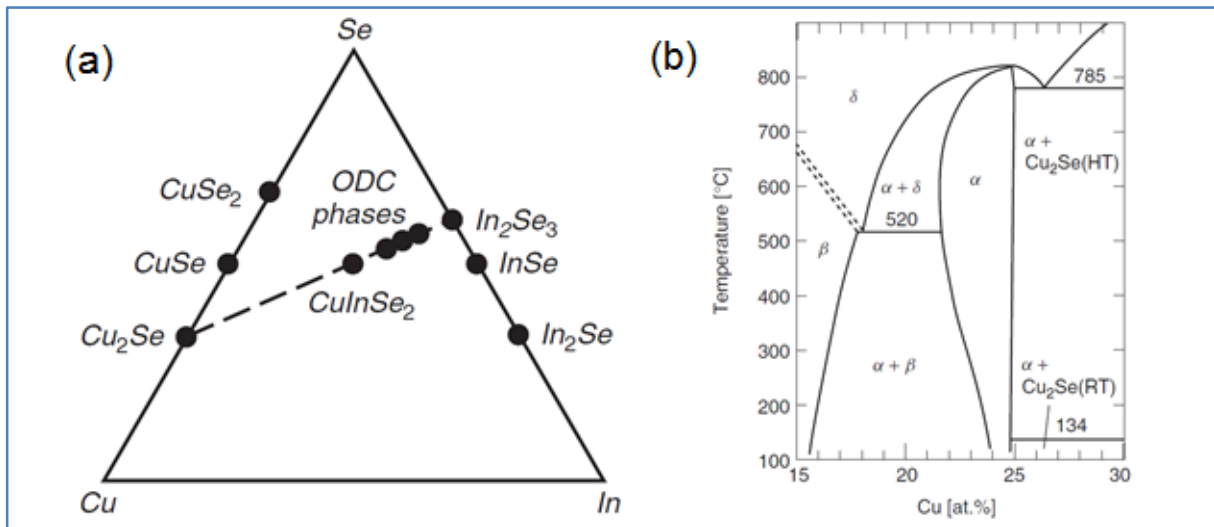 (a)
Se
CuSe₂
ODC
phases
In₂Se₃
CuSe
InSe
CuInSe₂
Cu₂Se
In₂Se
Cu
In
(b)
Temperature [°C]
800
700
600
500
400
300
200
100
785
δ
α +
Cu₂Se(HT)
α + δ
α
520
β
α + β
α +
Cu₂Se(RT)
134
15
20
25
30
Cu [at.%]